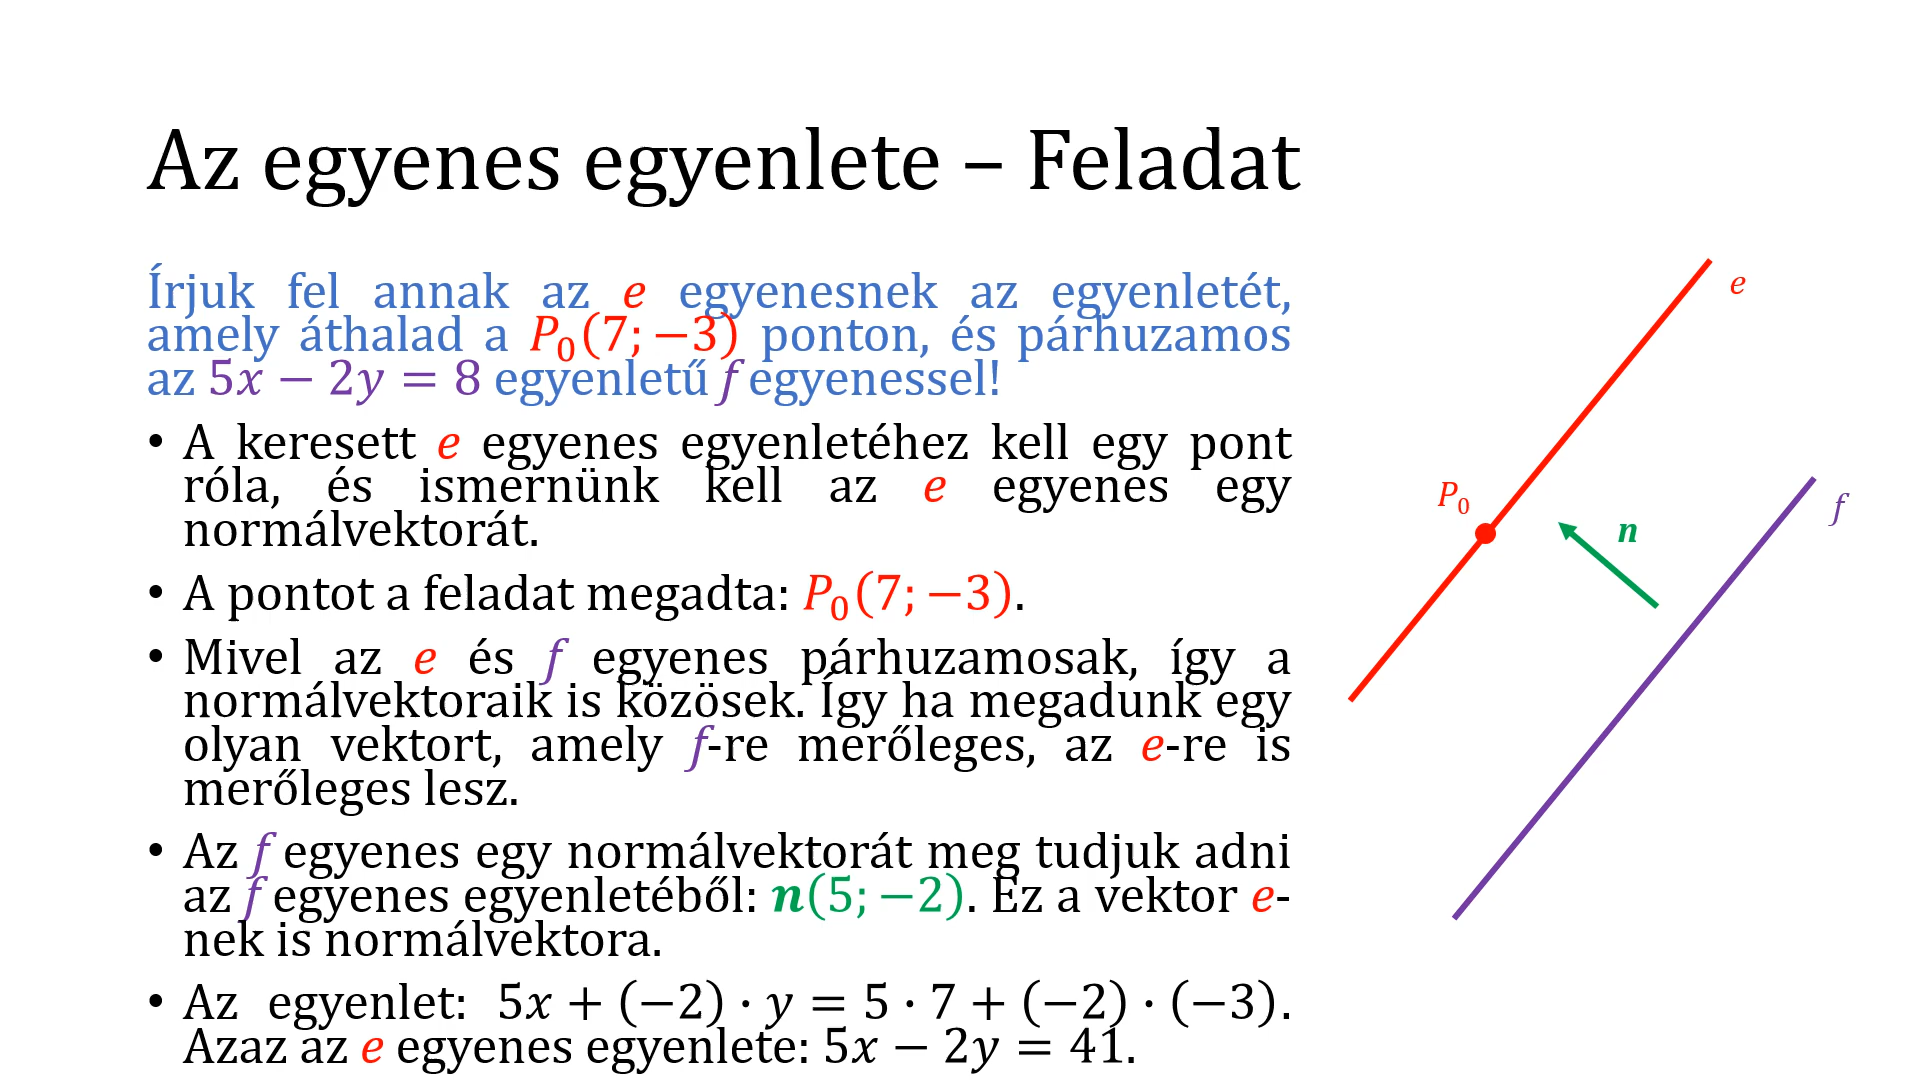 Az egyenes egyenlete – Feladat
Írjuk fel annak az e egyenesnek az egyenletét,
amely áthalad a P₀(7; −3) ponton, és párhuzamos
az 5x − 2y = 8 egyenletű f egyenessel!
• A keresett e egyenes egyenletéhez kell egy pont
róla, és ismernünk kell az e egyenes egy
normálvektorát.
• A pontot a feladat megadta: P₀(7; −3).
• Mivel az e és f egyenes párhuzamosak, így a
normálvektoraik is közösek. Így ha megadunk egy
olyan vektort, amely f-re merőleges, az e-re is
merőleges lesz.
• Az f egyenes egy normálvektorát meg tudjuk adni
az f egyenes egyenletéből: n(5; −2). Ez a vektor e-
nek is normálvektora.
• Az egyenlet: 5x + (−2) · y = 5 · 7 + (−2) · (−3).
Azaz az e egyenes egyenlete: 5x − 2y = 41.
e
P₀
f
n